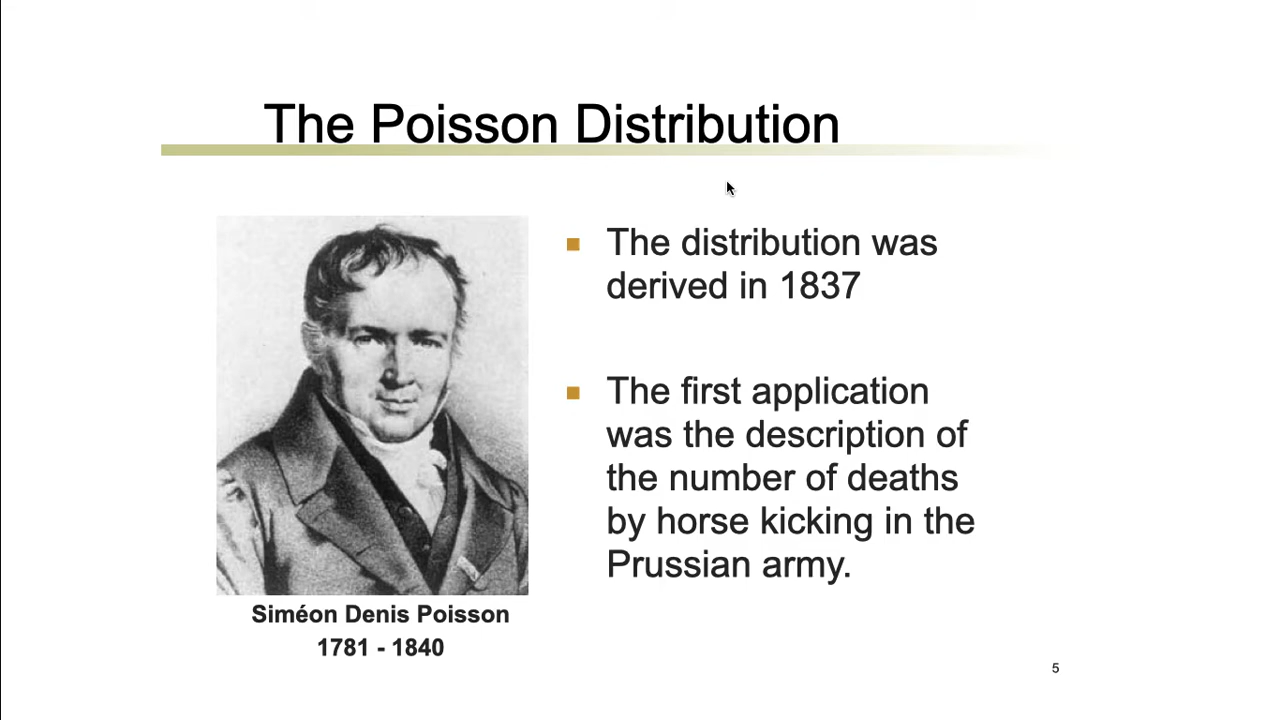 The Poisson Distribution
The distribution was
derived in 1837
The first application
was the description of
the number of deaths
by horse kicking in the
Prussian army.
Siméon Denis Poisson
1781 - 1840
5